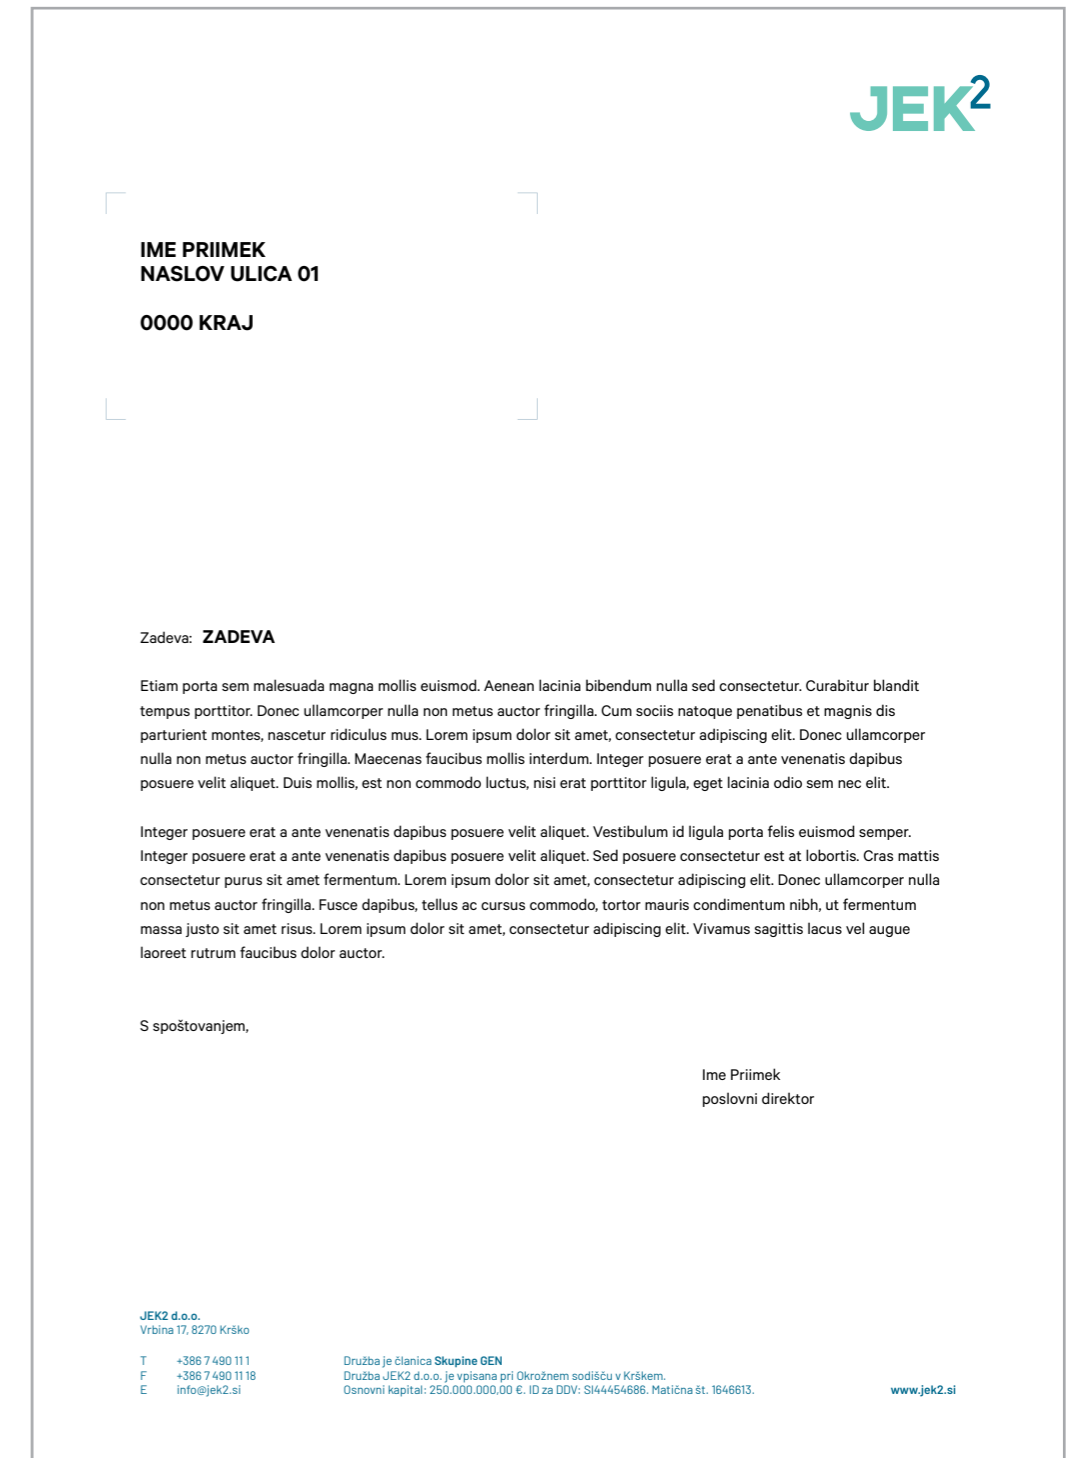 JEK²
IME PRIIMEK
NASLOV ULICA 01
0000 KRAJ
Zadeva: ZADEVA
Etiam porta sem malesuada magna mollis euismod. Aenean lacinia bibendum nulla sed consectetur. Curabitur blandit
tempus porttitor. Donec ullamcorper nulla non metus auctor fringilla. Cum sociis natoque penatibus et magnis dis
parturient montes, nascetur ridiculus mus. Lorem ipsum dolor sit amet, consectetur adipiscing elit. Donec ullamcorper
nulla non metus auctor fringilla. Maecenas faucibus mollis interdum. Integer posuere erat a ante venenatis dapibus
posuere velit aliquet. Duis mollis, est non commodo luctus, nisi erat porttitor ligula, eget lacinia odio sem nec elit.
Integer posuere erat a ante venenatis dapibus posuere velit aliquet. Vestibulum id ligula porta felis euismod semper.
Integer posuere erat a ante venenatis dapibus posuere velit aliquet. Sed posuere consectetur est at lobortis. Cras mattis
consectetur purus sit amet fermentum. Lorem ipsum dolor sit amet, consectetur adipiscing elit. Donec ullamcorper nulla
non metus auctor fringilla. Fusce dapibus, tellus ac cursus commodo, tortor mauris condimentum nibh, ut fermentum
massa justo sit amet risus. Lorem ipsum dolor sit amet, consectetur adipiscing elit. Vivamus sagittis lacus vel augue
laoreet rutrum faucibus dolor auctor.
S spoštovanjem,
Ime Priimek
poslovni direktor
JEK2 d.o.o.
Vrbina 17, 8270 Krško
T +386 7 490 11 1 Družba je članica Skupine GEN
F +386 7 490 11 18 Družba JEK2 d.o.o. je vpisana pri Okrožnem sodišču v Krškem.
E info@jek2.si Osnovni kapital: 250.000.000,00 €. ID za DDV: SI44454686. Matična št. 1646613. www.jek2.si